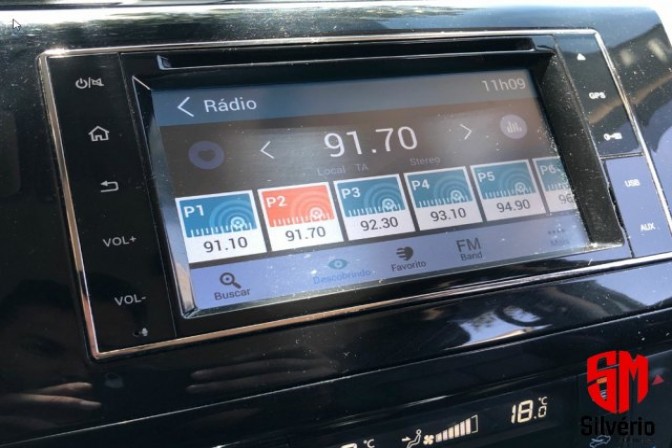 Rádio
11h09
91.70
Local TA Stereo
P1 P2 P3 P4 P5 P6
91.10 91.70 92.30 93.10 94.90
Buscar Descobrindo Favorito FM Band
VOL+
VOL-
GPS
USB
AUX
18.0 °C
SM
Silvério